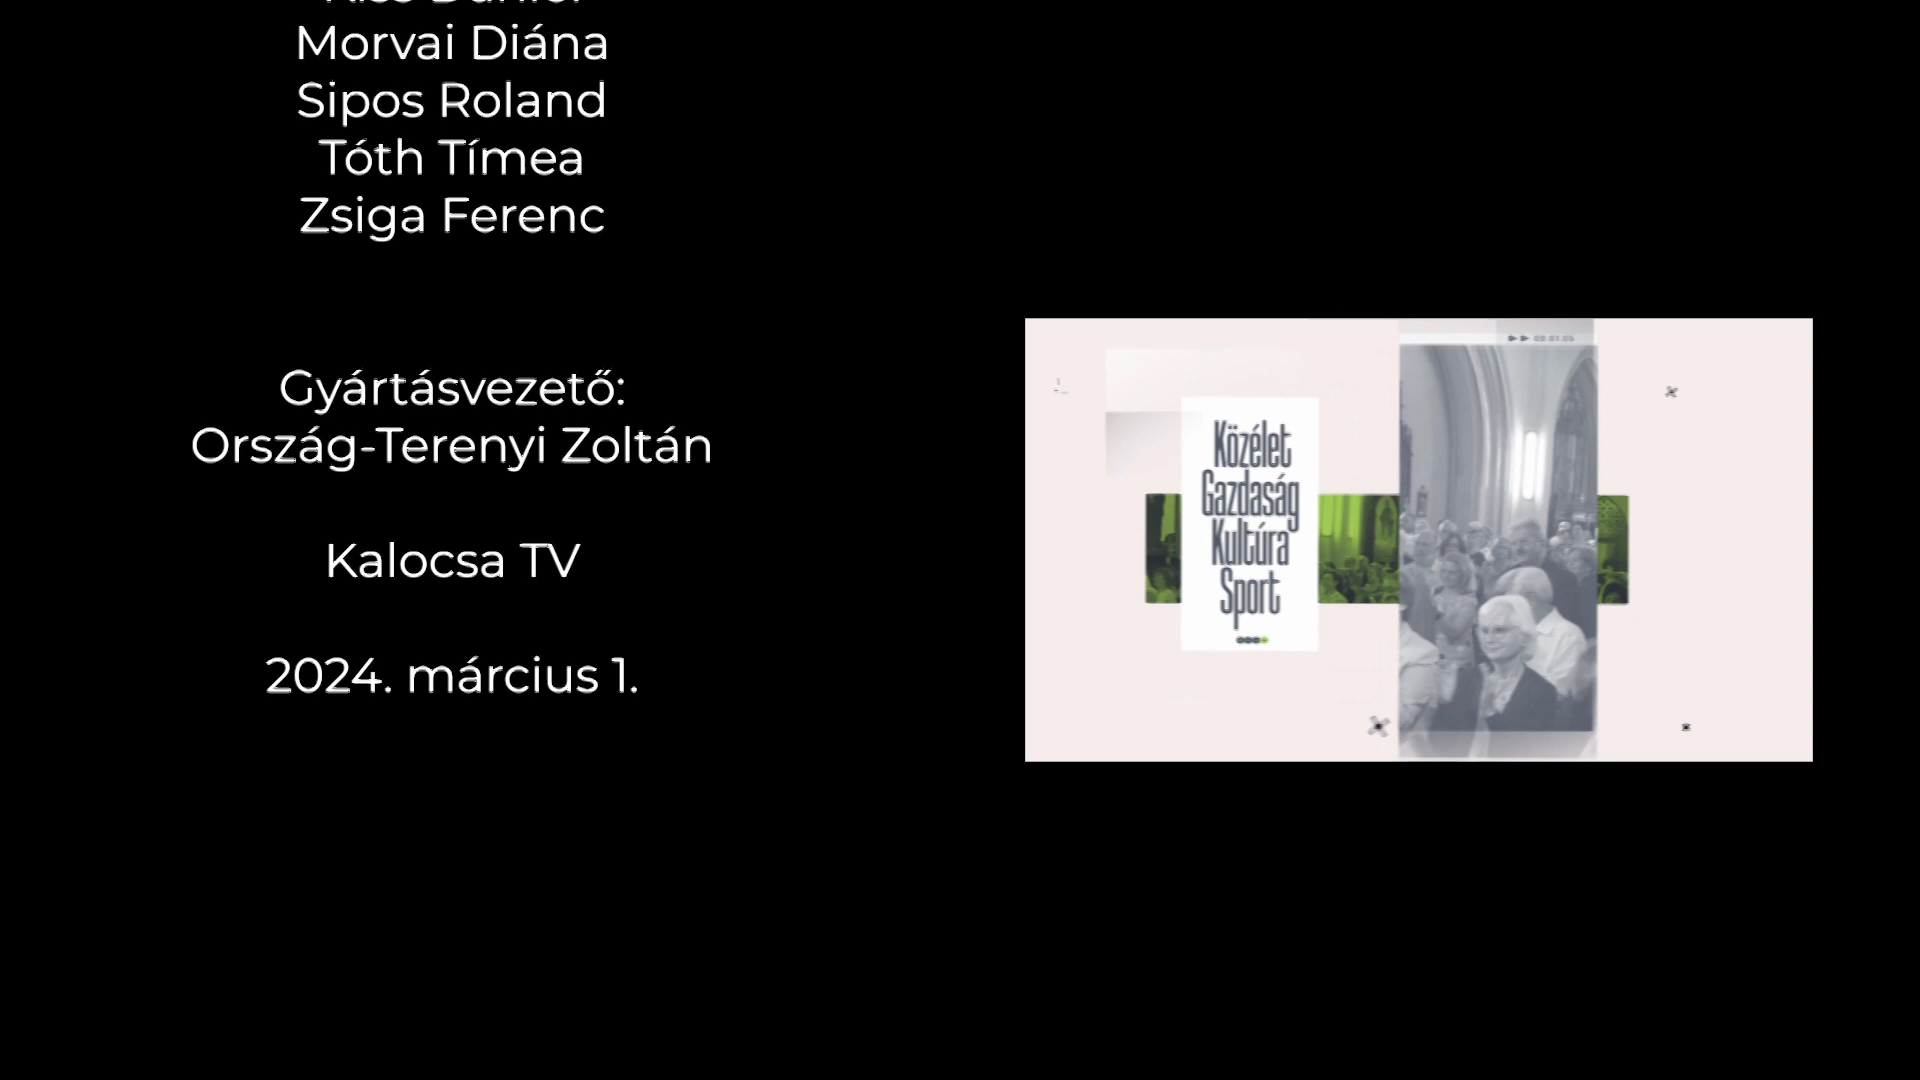 Morvai Diána
Sipos Roland
Tóth Tímea
Zsiga Ferenc
Gyártásvezető:
Ország-Terenyi Zoltán
Kalocsa TV
2024. március 1.
Közélet
Gazdaság
Kultúra
Sport